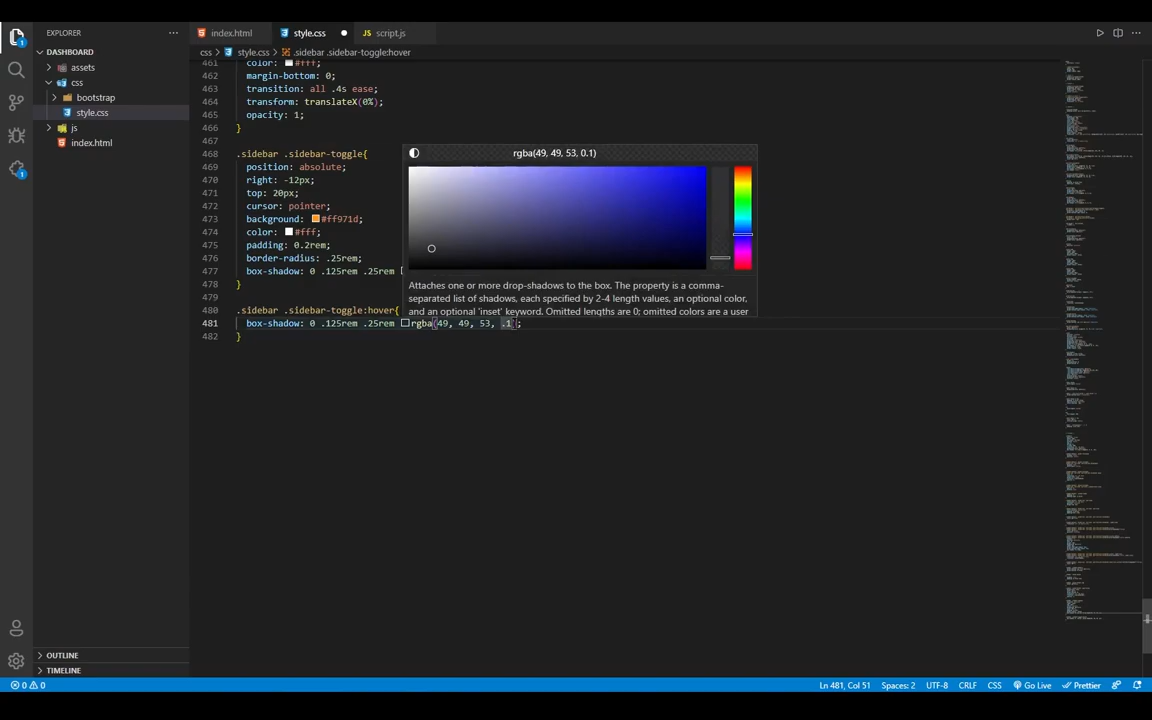 EXPLORER
index.html
style.css
script.js
DASHBOARD
css > style.css > .sidebar .sidebar-toggle:hover
assets
css
bootstrap
style.css
js
index.html
461 color: #fff;
462 margin-bottom: 0;
463 transition: all .4s ease;
464 transform: translateX(0%);
465 opacity: 1;
466 }
467
468 .sidebar .sidebar-toggle{
469 position: absolute;
470 right: -12px;
471 top: 20px;
472 cursor: pointer;
473 background: #ff971d;
474 color: #fff;
475 padding: 0.2rem;
476 border-radius: .25rem;
477 box-shadow: 0 .125rem .25rem
478 }
479
480 .sidebar .sidebar-toggle:hover{
481 box-shadow: 0 .125rem .25rem rgba(49, 49, 53, .1);
482 }
rgba(49, 49, 53, 0.1)
Attaches one or more drop-shadows to the box. The property is a comma-
separated list of shadows, each specified by 2-4 length values, an optional color,
and an optional 'inset' keyword. Omitted lengths are 0; omitted colors are a user
OUTLINE
TIMELINE
0 0
Ln 481, Col 51
Spaces: 2
UTF-8
CRLF
CSS
Go Live
Prettier